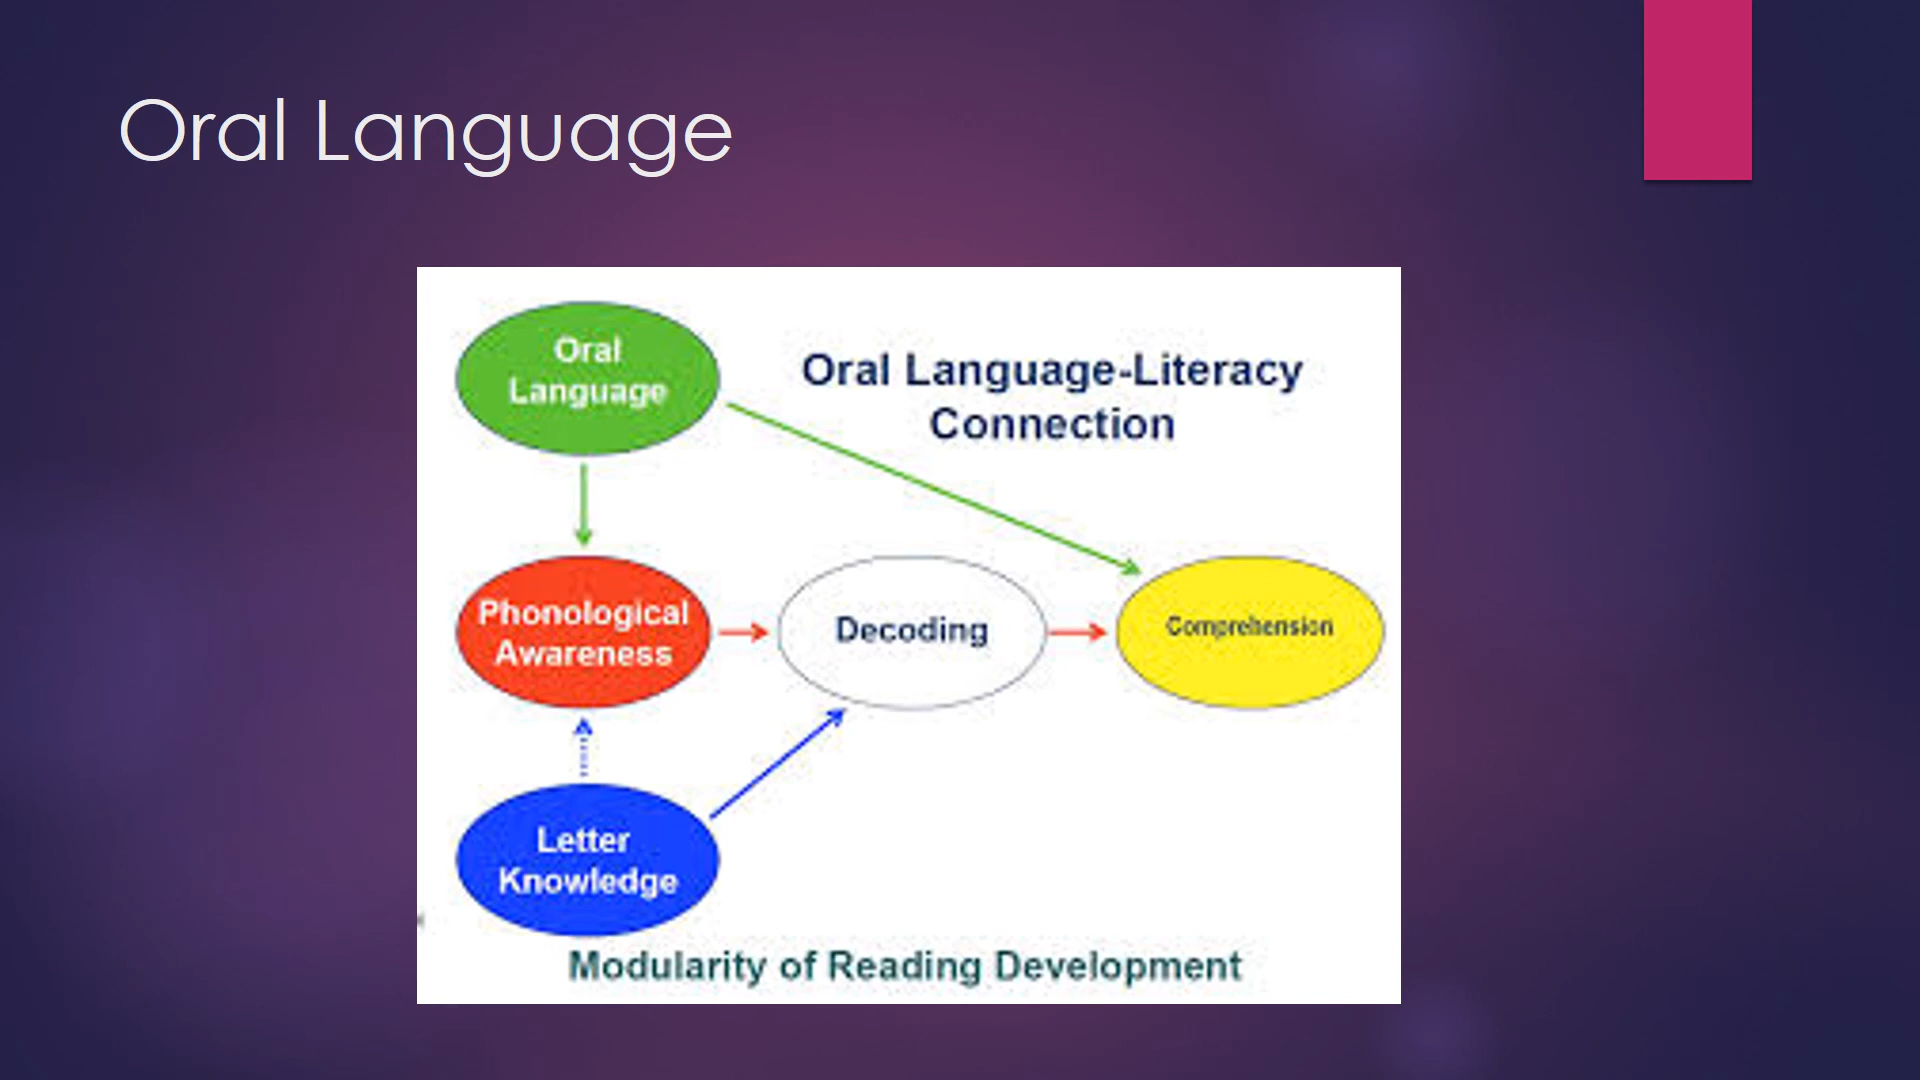 Oral Language
Oral
Language
Oral Language-Literacy
Connection
Phonological
Awareness
Decoding
Comprehension
Letter
Knowledge
Modularity of Reading Development